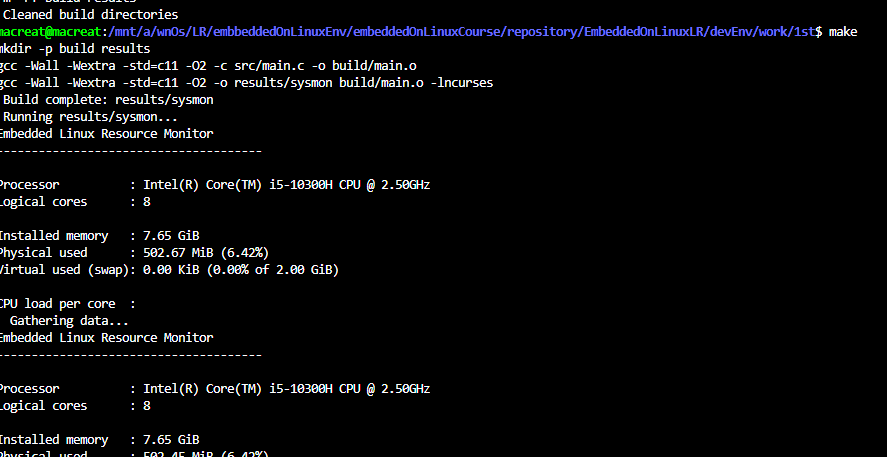 Cleaned build directories
macreat@macreat:/mnt/a/wnOs/LR/embbeddedOnLinuxEnv/embeddedOnLinuxCourse/repository/EmbeddedOnLinuxLR/devEnv/work/1st$ make
mkdir -p build results
gcc -Wall -Wextra -std=c11 -O2 -c src/main.c -o build/main.o
gcc -Wall -Wextra -std=c11 -O2 -o results/sysmon build/main.o -lncurses
Build complete: results/sysmon
Running results/sysmon...
Embedded Linux Resource Monitor
---------------------------------------
Processor : Intel(R) Core(TM) i5-10300H CPU @ 2.50GHz
Logical cores : 8
Installed memory : 7.65 GiB
Physical used : 502.67 MiB (6.42%)
Virtual used (swap): 0.00 KiB (0.00% of 2.00 GiB)
CPU load per core :
Gathering data...
Embedded Linux Resource Monitor
---------------------------------------
Processor : Intel(R) Core(TM) i5-10300H CPU @ 2.50GHz
Logical cores : 8
Installed memory : 7.65 GiB
Physical used : 502.45 MiB (6.42%)